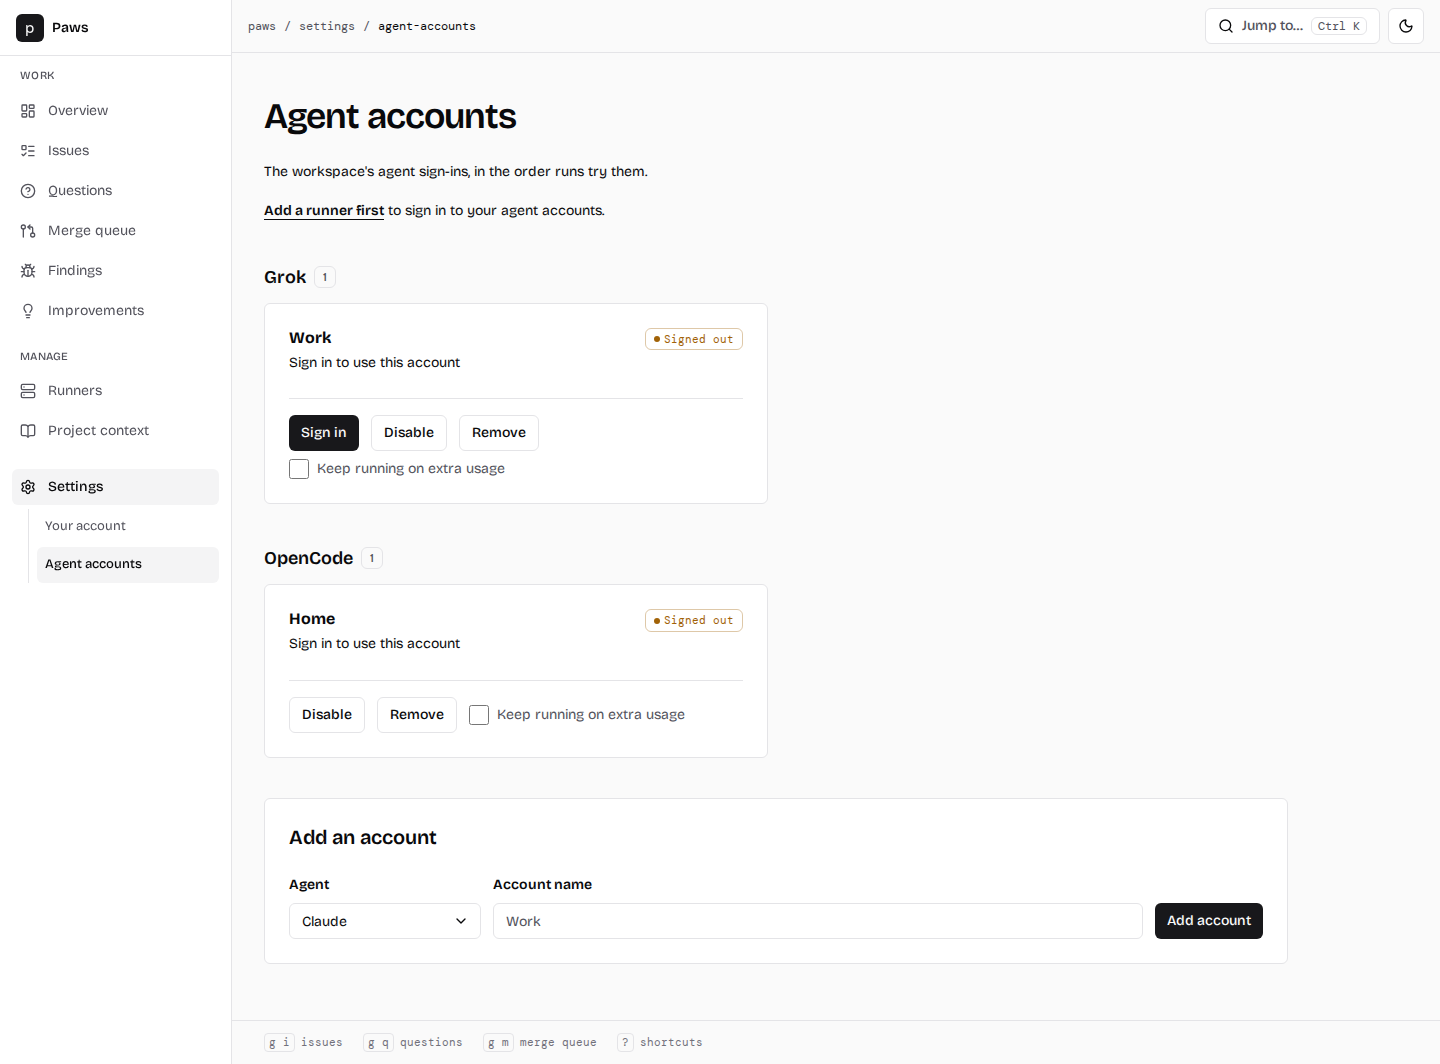 p Paws
paws / settings / agent-accounts
Jump to... Ctrl K
WORK
Overview
Issues
Questions
Merge queue
Findings
Improvements
MANAGE
Runners
Project context
Settings
Your account
Agent accounts
Agent accounts
The workspace's agent sign-ins, in the order runs try them.
Add a runner first to sign in to your agent accounts.
Grok 1
Work
Signed out
Sign in to use this account
Sign in Disable Remove
Keep running on extra usage
OpenCode 1
Home
Signed out
Sign in to use this account
Disable Remove Keep running on extra usage
Add an account
Agent Account name
Claude Work Add account
g i issues g q questions g m merge queue ? shortcuts